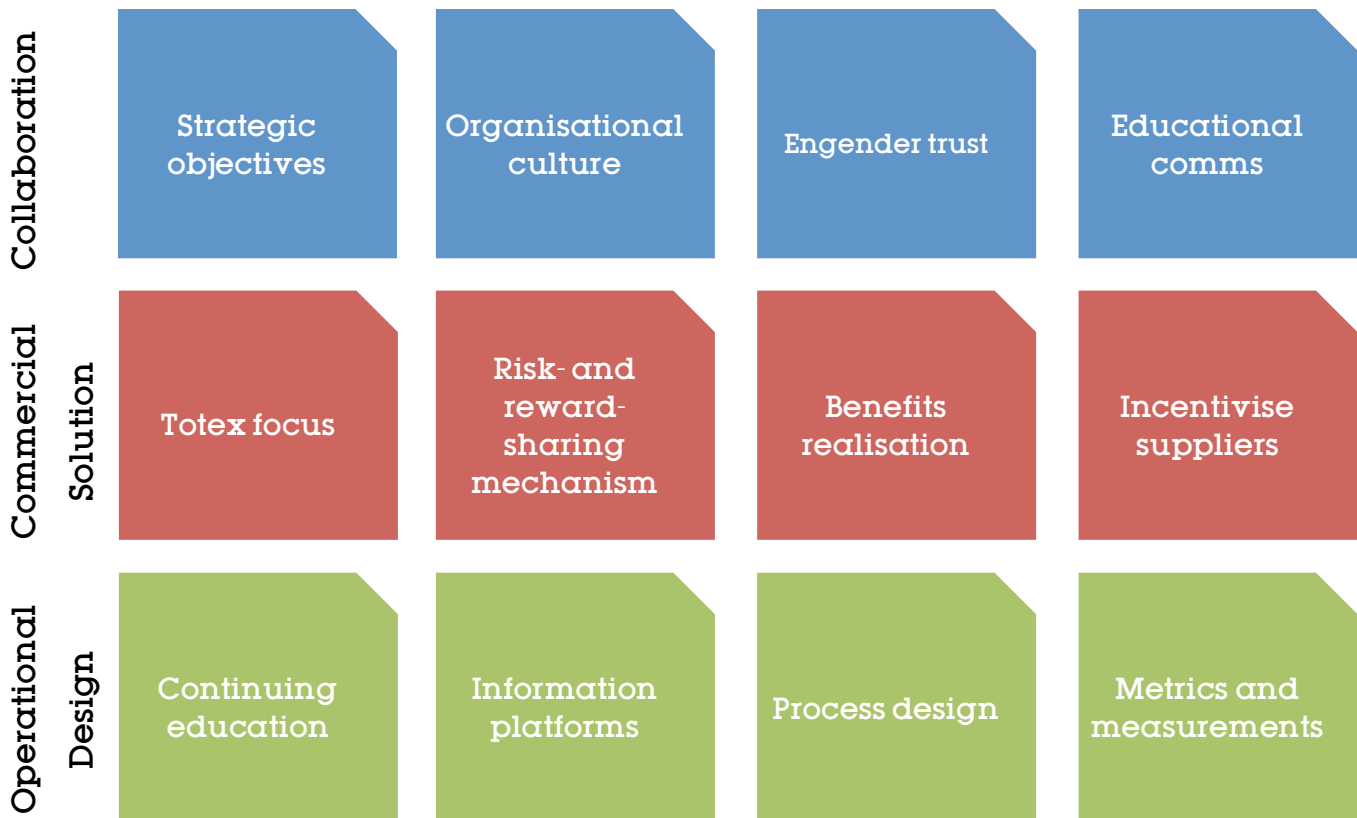 Collaboration
Strategic
objectives
Organisational
culture
Engender trust
Educational
comms
Commercial
Solution
Totex focus
Risk- and
reward-
sharing
mechanism
Benefits
realisation
Incentivise
suppliers
Operational
Design
Continuing
education
Information
platforms
Process design
Metrics and
measurements